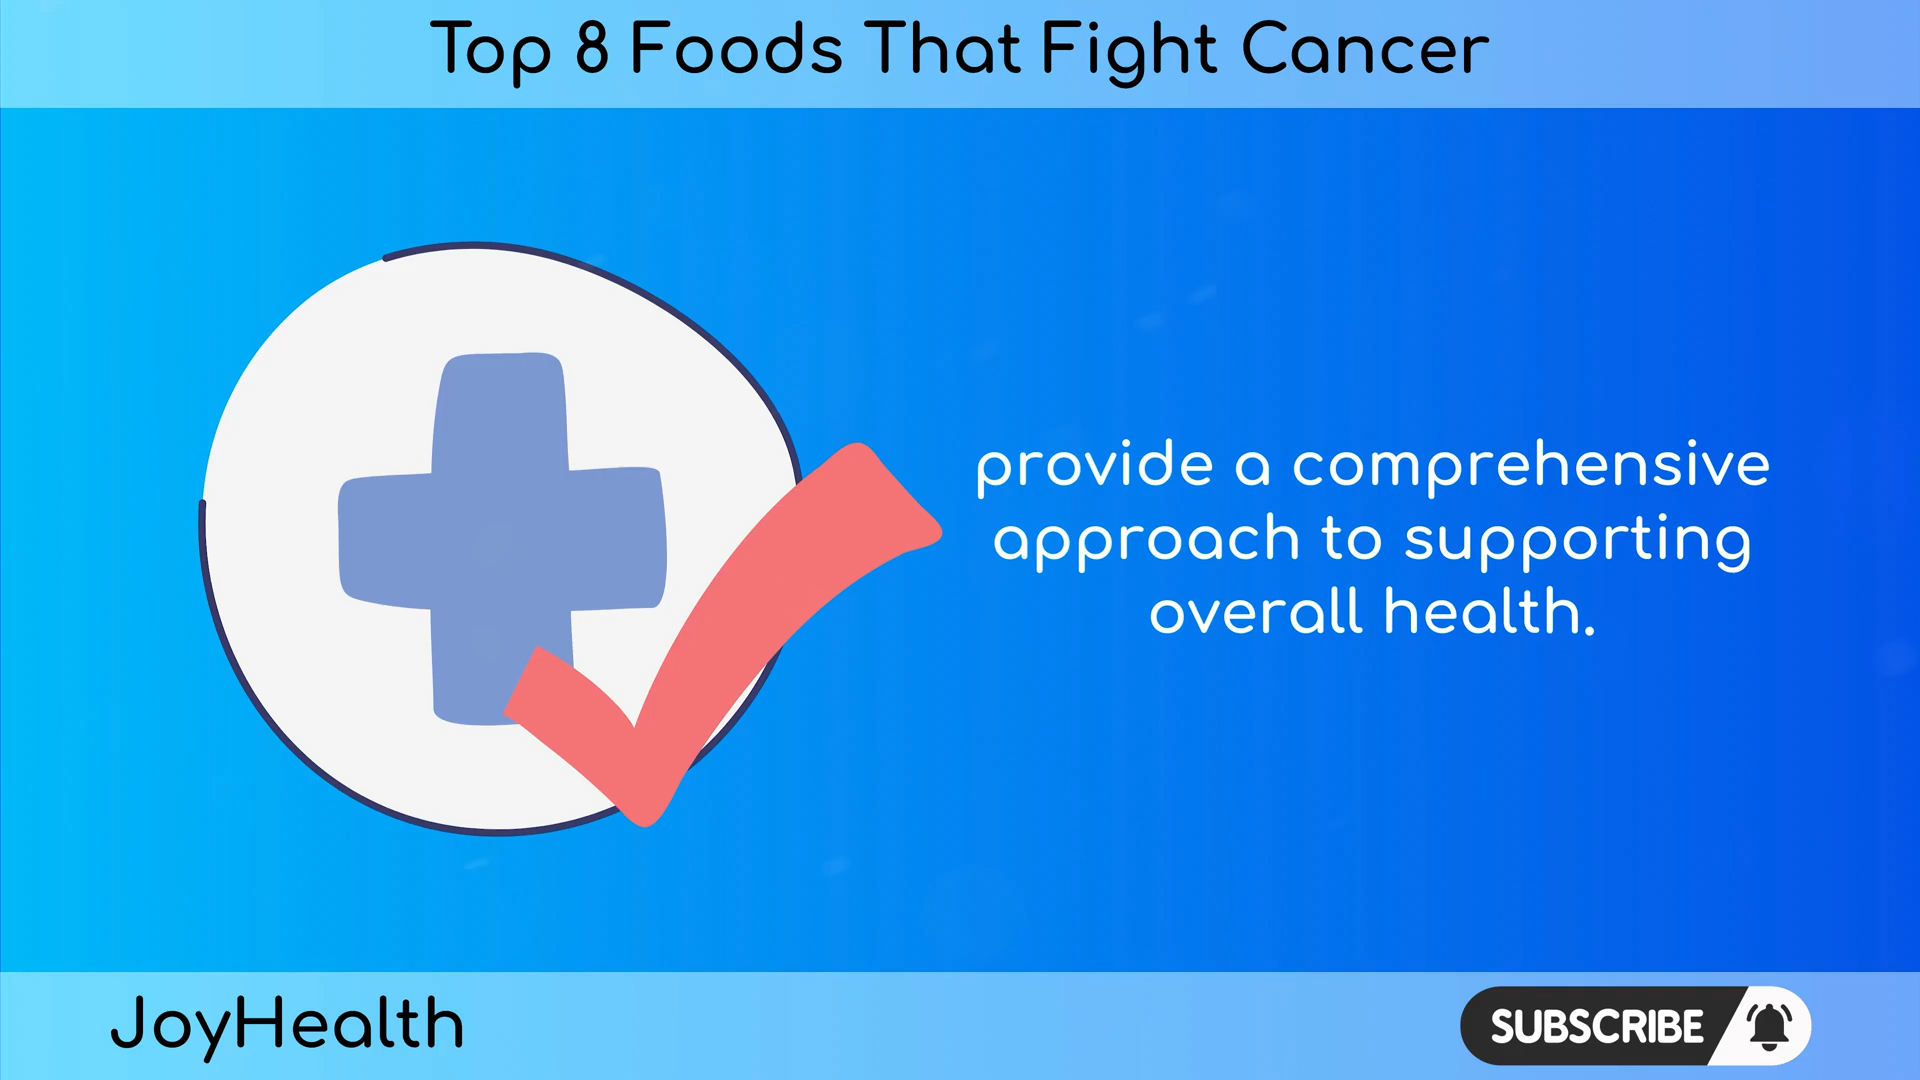 Top 8 Foods That Fight Cancer
provide a comprehensive
approach to supporting
overall health.
JoyHealth
SUBSCRIBE